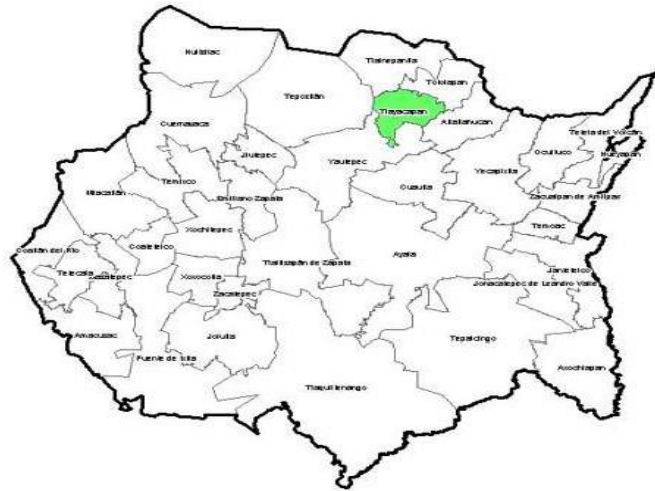 Huitzilac
Tlalnepantla
Tepoztlán
Totolapan
Tlayacapan
Cuernavaca
Atlatlahucan
Jiutepec
Yautepec
Ocuituco
Tetela del Volcán
Hueyapan
Temixco
Miacatlán
Emiliano Zapata
Cuautla
Yecapixtla
Zacualpan de Amilpas
Xochitepec
Temoac
Coatlán del Río
Coatetelco
Tetecala
Mazatepec
Xoxocotla
Tlaltizapán de Zapata
Ayala
Jantetelco
Jonacatepec de Leandro Valle
Zacatepec
Amacuzac
Jojutla
Puente de Ixtla
Tepalcingo
Axochiapan
Tlaquiltenango